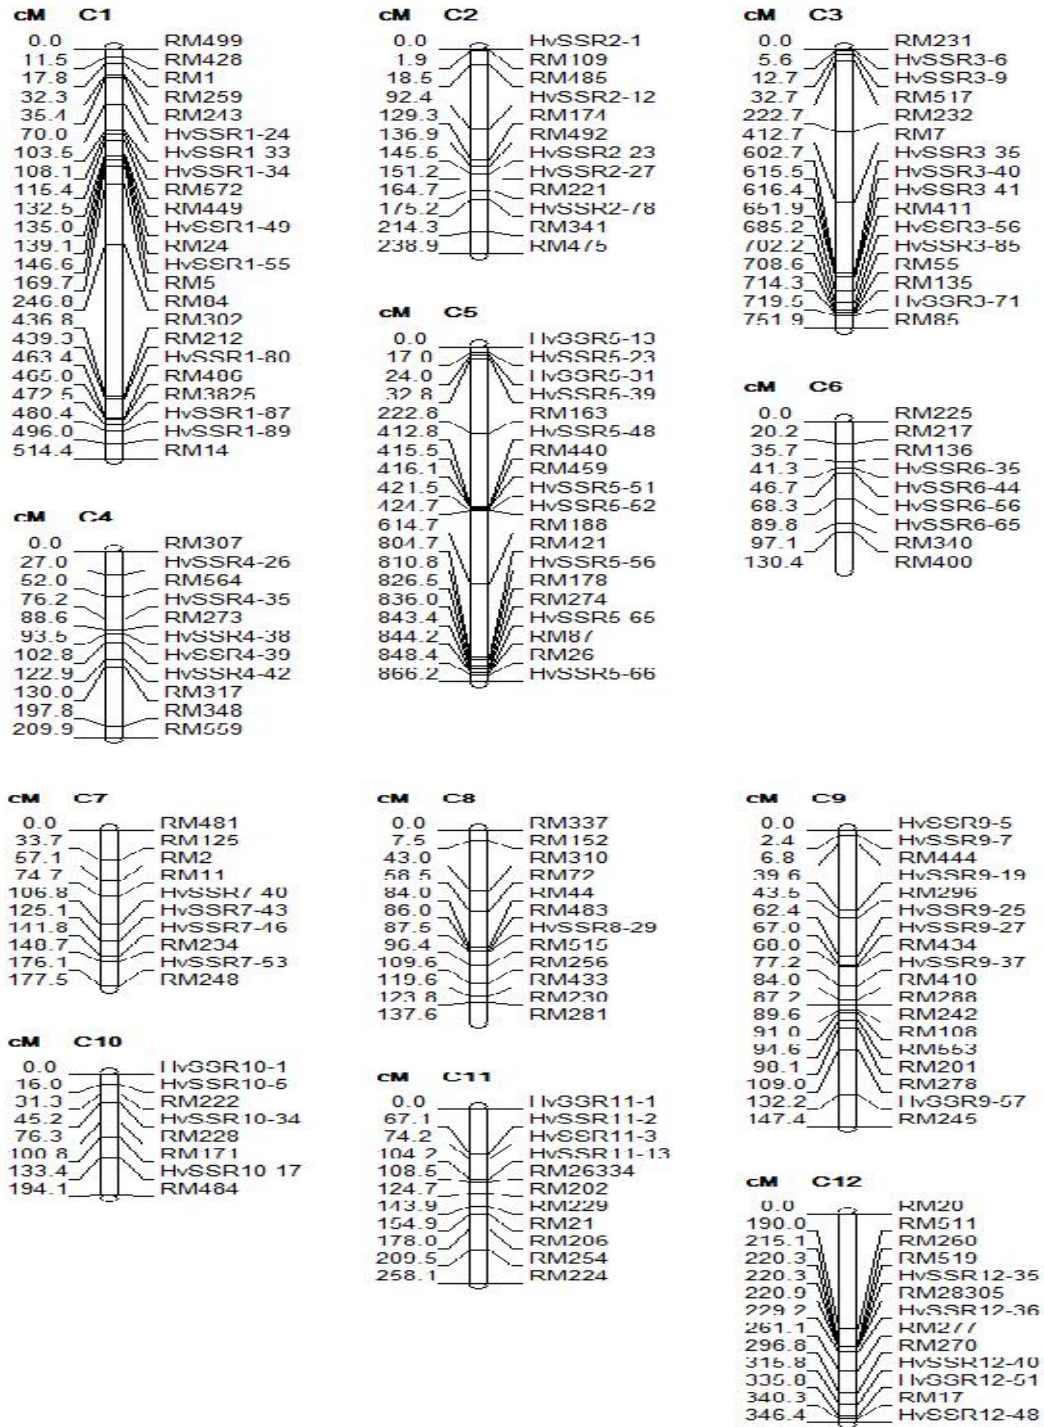 cM C1
0.0 RM499
11.5 RM428
17.8 RM1
32.3 RM259
35.4 RM243
70.0 HvSSR1-24
103.5 HvSSR1-33
108.1 HvSSR1-34
115.4 RM572
132.5 RM449
135.0 HvSSR1-49
139.1 RM24
146.6 HvSSR1-55
169.7 RM5
246.8 RM84
436.8 RM302
439.3 RM212
463.4 HvSSR1-80
465.0 RM486
472.5 RM3825
480.4 HvSSR1-87
496.0 HvSSR1-89
514.4 RM14
cM C2
0.0 HvSSR2-1
1.9 RM109
18.5 RM485
92.4 HvSSR2-12
129.3 RM174
136.9 RM492
145.5 HvSSR2-23
151.2 HvSSR2-27
164.7 RM221
175.2 HvSSR2-78
214.3 RM341
238.9 RM475
cM C3
0.0 RM231
5.6 HvSSR3-6
12.7 HvSSR3-9
32.7 RM517
222.7 RM232
412.7 RM7
602.7 HvSSR3-35
615.5 HvSSR3-40
616.4 HvSSR3-41
651.9 RM411
685.2 HvSSR3-56
702.2 HvSSR3-85
708.6 RM55
714.3 RM135
719.5 HvSSR3-71
751.9 RM85
cM C4
0.0 RM307
27.0 HvSSR4-26
52.0 RM564
76.2 HvSSR4-35
88.6 RM273
93.5 HvSSR4-38
102.8 HvSSR4-39
122.9 HvSSR4-42
130.0 RM317
197.8 RM348
209.9 RM559
cM C5
0.0 HvSSR5-13
17.0 HvSSR5-23
24.0 HvSSR5-31
32.8 HvSSR5-39
222.8 RM163
412.8 HvSSR5-48
415.5 RM440
416.1 RM459
421.5 HvSSR5-51
424.7 HvSSR5-52
614.7 RM188
804.7 RM421
810.8 HvSSR5-56
826.5 RM178
836.0 RM274
843.4 HvSSR5-65
844.2 RM87
848.4 RM26
866.2 HvSSR5-66
cM C6
0.0 RM225
20.2 RM217
35.7 RM136
41.3 HvSSR6-35
46.7 HvSSR6-44
68.3 HvSSR6-56
89.8 HvSSR6-65
97.1 RM340
130.4 RM400
cM C7
0.0 RM481
33.7 RM125
57.1 RM2
74.7 RM11
106.8 HvSSR7-40
125.1 HvSSR7-43
141.8 HvSSR7-46
148.7 RM234
176.1 HvSSR7-53
177.5 RM248
cM C8
0.0 RM337
7.5 RM152
43.0 RM310
58.5 RM72
84.0 RM44
86.0 RM483
87.5 HvSSR8-29
96.4 RM515
109.6 RM256
119.6 RM433
123.8 RM230
137.6 RM281
cM C9
0.0 HvSSR9-5
2.4 HvSSR9-7
6.8 RM444
39.6 HvSSR9-19
43.5 RM296
62.4 HvSSR9-25
67.0 HvSSR9-27
68.0 RM434
77.2 HvSSR9-37
84.0 RM410
87.2 RM288
89.6 RM242
91.0 RM108
94.6 RM553
98.1 RM201
109.0 RM278
132.2 HvSSR9-57
147.4 RM245
cM C10
0.0 HvSSR10-1
16.0 HvSSR10-5
31.3 RM222
45.2 HvSSR10-34
76.3 RM228
100.8 RM171
133.4 HvSSR10-17
194.1 RM484
cM C11
0.0 HvSSR11-1
67.1 HvSSR11-2
74.2 HvSSR11-3
104.2 HvSSR11-13
108.5 RM26334
124.7 RM202
143.9 RM229
154.9 RM21
178.0 RM206
209.5 RM254
258.1 RM224
cM C12
0.0 RM20
190.0 RM511
215.1 RM260
220.3 RM519
220.3 HvSSR12-35
220.9 RM28305
229.2 HvSSR12-36
261.1 RM277
296.8 RM270
315.8 HvSSR12-40
335.8 HvSSR12-51
340.3 RM17
346.4 HvSSR12-48